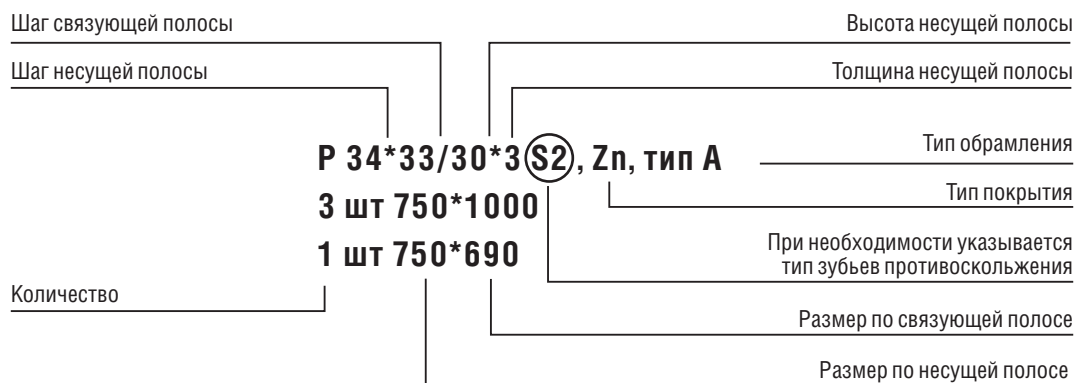 Шаг связующей полосы
Высота несущей полосы
Шаг несущей полосы
Толщина несущей полосы
Р 34*33/30*3(S2), Zn, тип А
Тип обрамления
3 шт 750*1000
Тип покрытия
1 шт 750*690
При необходимости указывается
тип зубьев противоскольжения
Количество
Размер по связующей полосе
Размер по несущей полосе